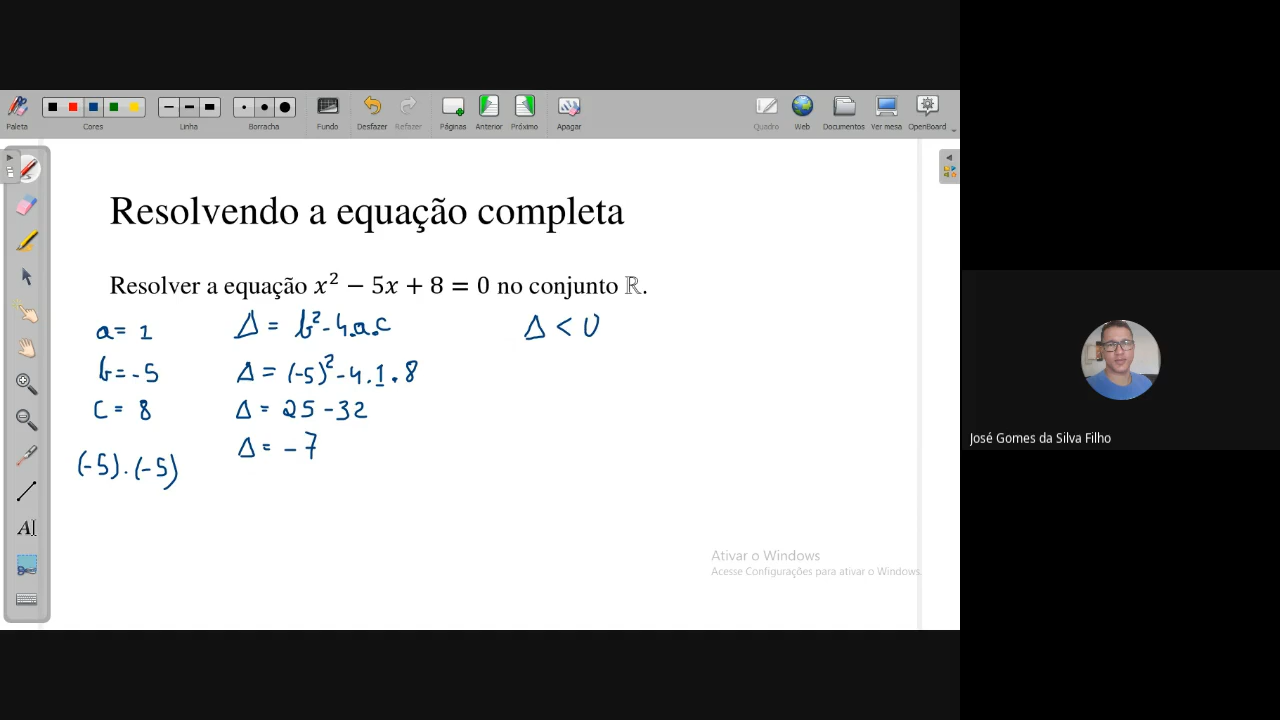 Paleta Cores Linha Borracha Fundo Desfazer Refazer Páginas Anterior Próximo Apagar Quadro Web Documentos Ver mesa OpenBoard
Resolvendo a equação completa
Resolver a equação x² − 5x + 8 = 0 no conjunto ℝ.
a = 1
b = -5
c = 8
(-5).(-5)
Δ = b² - 4.a.c
Δ = (-5)² - 4.1.8
Δ = 25 - 32
Δ = - 7
Δ < 0
A
Ativar o Windows
Acesse Configurações para ativar o Windows.
José Gomes da Silva Filho